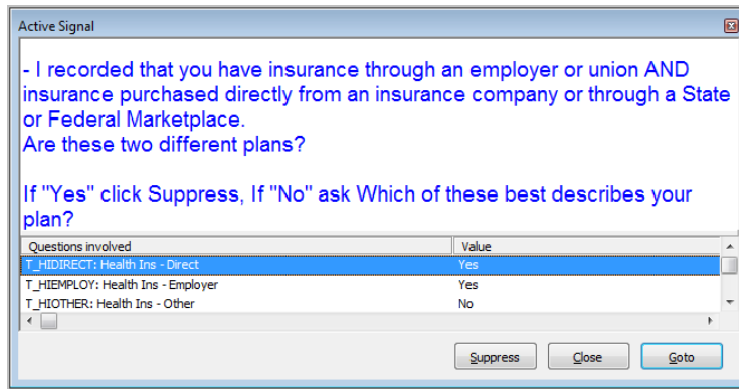 Active Signal
- I recorded that you have insurance through an employer or union AND
insurance purchased directly from an insurance company or through a State
or Federal Marketplace.
Are these two different plans?
If "Yes" click Suppress, If "No" ask Which of these best describes your
plan?
Questions involved Value
T_HIDIRECT: Health Ins - Direct Yes
T_HIEMPLOY: Health Ins - Employer Yes
T_HIOTHER: Health Ins - Other No
Suppress Close Goto